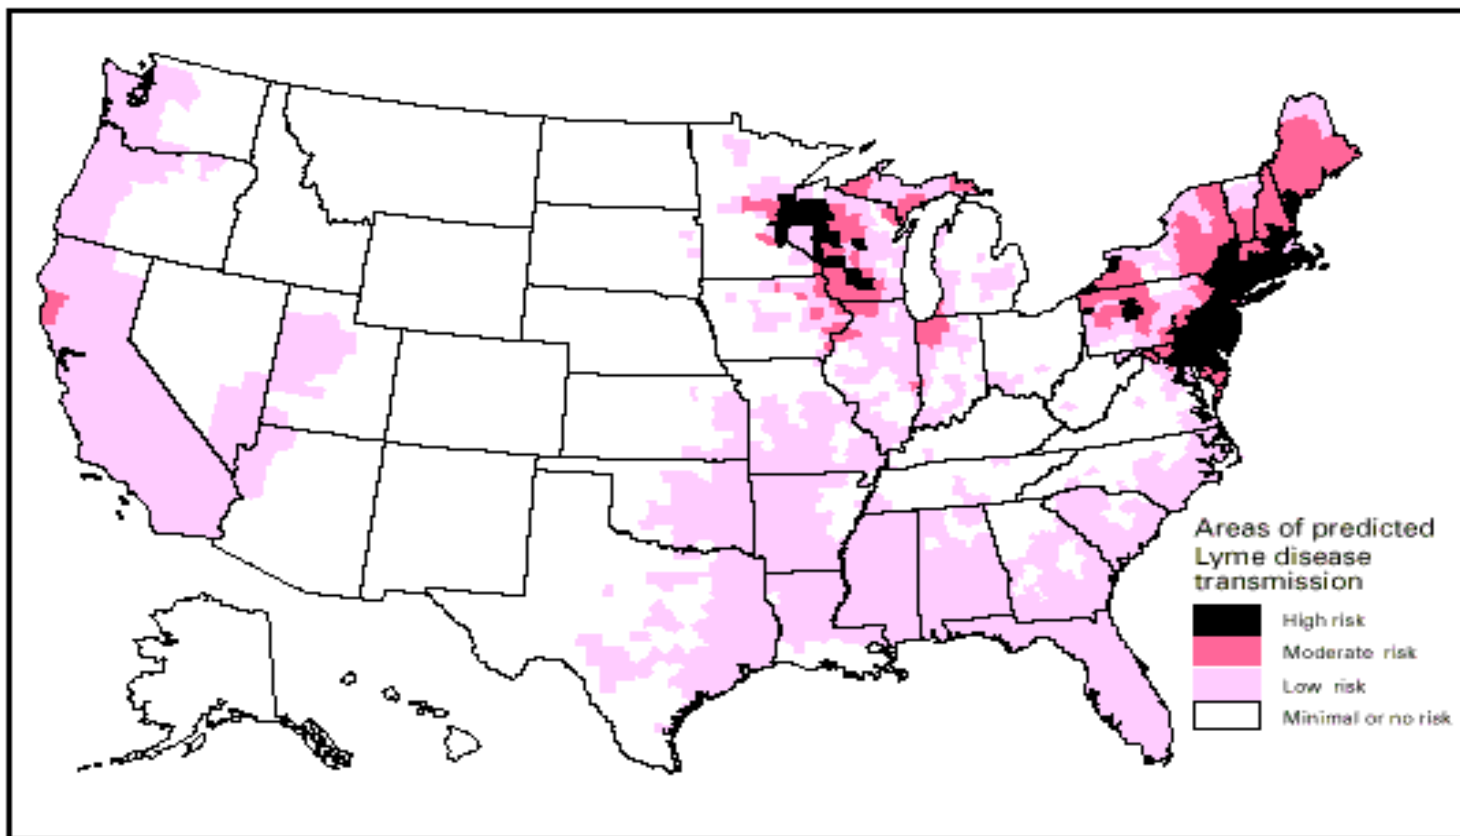 Areas of predicted
Lyme disease
transmission
High risk
Moderate risk
Low risk
Minimal or no risk